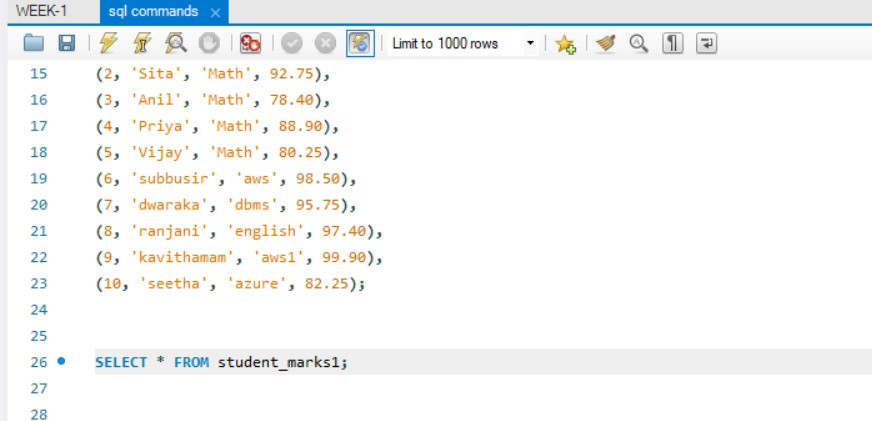 WEEK-1 sql commands
Limit to 1000 rows
15 (2, 'Sita', 'Math', 92.75),
16 (3, 'Anil', 'Math', 78.40),
17 (4, 'Priya', 'Math', 88.90),
18 (5, 'Vijay', 'Math', 80.25),
19 (6, 'subbusir', 'aws', 98.50),
20 (7, 'dwaraka', 'dbms', 95.75),
21 (8, 'ranjani', 'english', 97.40),
22 (9, 'kavithamam', 'aws1', 99.90),
23 (10, 'seetha', 'azure', 82.25);
24
25
26 SELECT * FROM student_marks1;
27
28